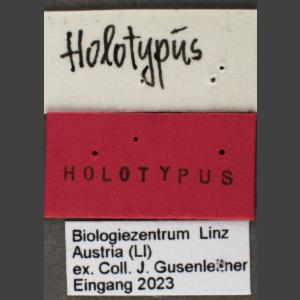 Holotypus
HOLOTYPUS
Biologiezentrum Linz
Austria (LI)
ex. Coll. J. Gusenleitner
Eingang 2023